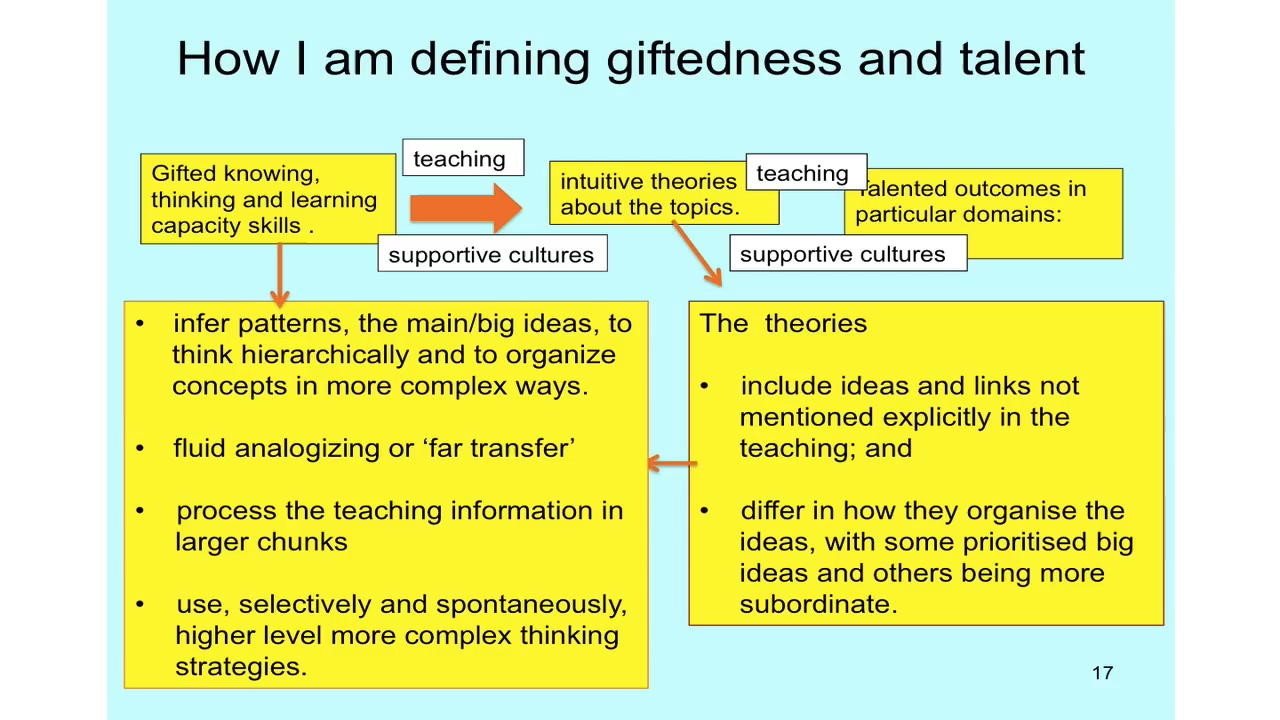 How I am defining giftedness and talent
teaching
Gifted knowing,
thinking and learning
capacity skills .
supportive cultures
intuitive theories
about the topics.
teaching
Talented outcomes in
particular domains:
supportive cultures
• infer patterns, the main/big ideas, to
think hierarchically and to organize
concepts in more complex ways.
• fluid analogizing or ‘far transfer’
• process the teaching information in
larger chunks
• use, selectively and spontaneously,
higher level more complex thinking
strategies.
The theories
• include ideas and links not
mentioned explicitly in the
teaching; and
• differ in how they organise the
ideas, with some prioritised big
ideas and others being more
subordinate.
17